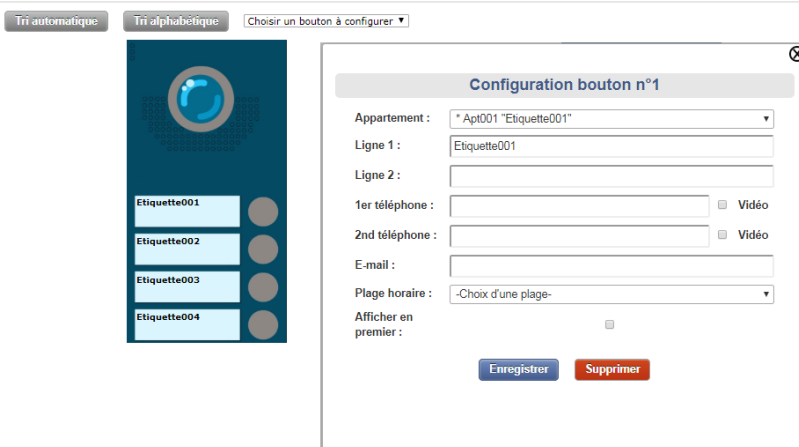 Tri automatique
Tri alphabétique
Choisir un bouton à configurer
Etiquette001
Etiquette002
Etiquette003
Etiquette004
Configuration bouton n°1
Appartement :
* Apt001 "Etiquette001"
Ligne 1 :
Etiquette001
Ligne 2 :
1er téléphone :
Vidéo
2nd téléphone :
Vidéo
E-mail :
Plage horaire :
-Choix d'une plage-
Afficher en
premier :
Enregistrer
Supprimer